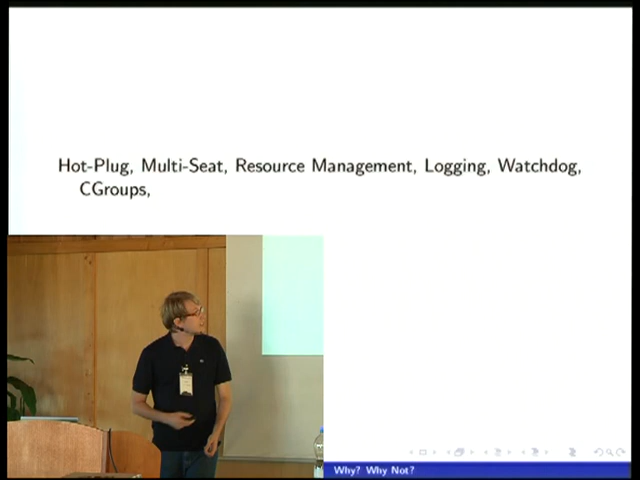 Hot-Plug, Multi-Seat, Resource Management, Logging, Watchdog,
CGroups,
Why? Why Not?